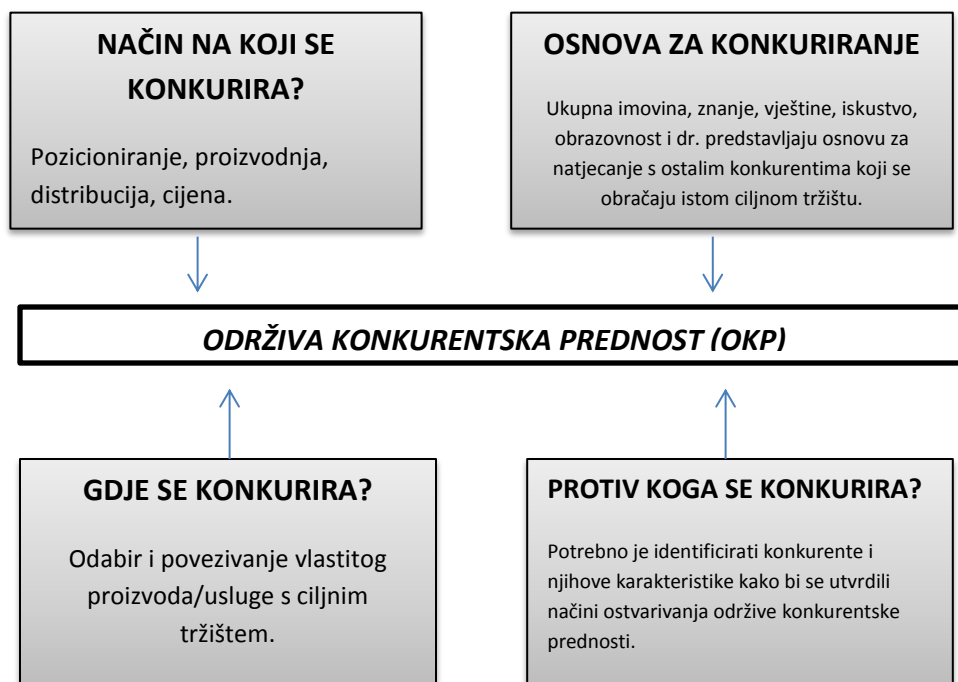 NAČIN NA KOJI SE
KONKURIRA?
Pozicioniranje, proizvodnja,
distribucija, cijena.
OSNOVA ZA KONKURIRANJE
Ukupna imovina, znanje, vještine, iskustvo,
obrazovnost i dr. predstavljaju osnovu za
natjecanje s ostalim konkurentima koji se
obračaju istom ciljnom tržištu.
ODRŽIVA KONKURENTSKA PREDNOST (OKP)
GDJE SE KONKURIRA?
Odabir i povezivanje vlastitog
proizvoda/usluge s ciljnim
tržištem.
PROTIV KOGA SE KONKURIRA?
Potrebno je identificirati konkurente i
njihove karakteristike kako bi se utvrdili
načini ostvarivanja održive konkurentske
prednosti.